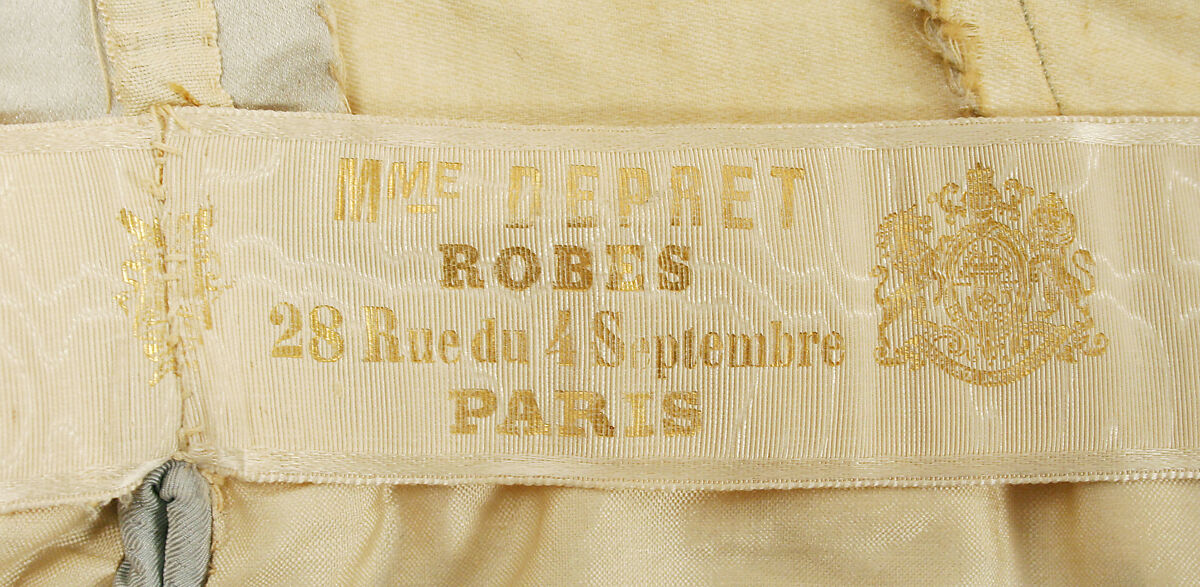 MME DEPRET
ROBES
28 Rue du 4 Septembre
PARIS